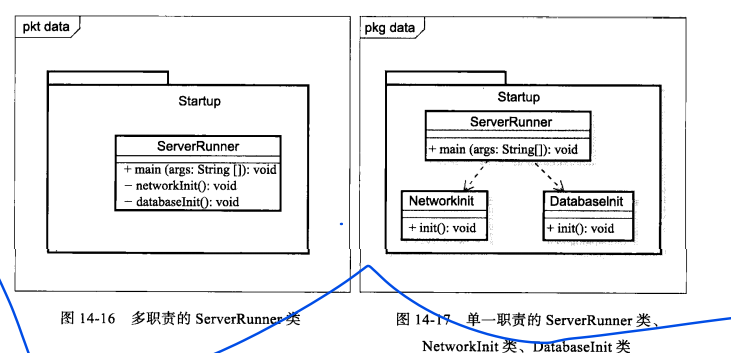 pkt data
Startup
ServerRunner
+ main (args: String []): void
− networkInit(): void
− databaseInit(): void
图 14-16 多职责的 ServerRunner 类
pkg data
Startup
ServerRunner
+ main (args: String[]): void
NetworkInit
+ init(): void
DatabaseInit
+ init(): void
图 14-17 单一职责的 ServerRunner 类、
NetworkInit 类、DatabaseInit 类